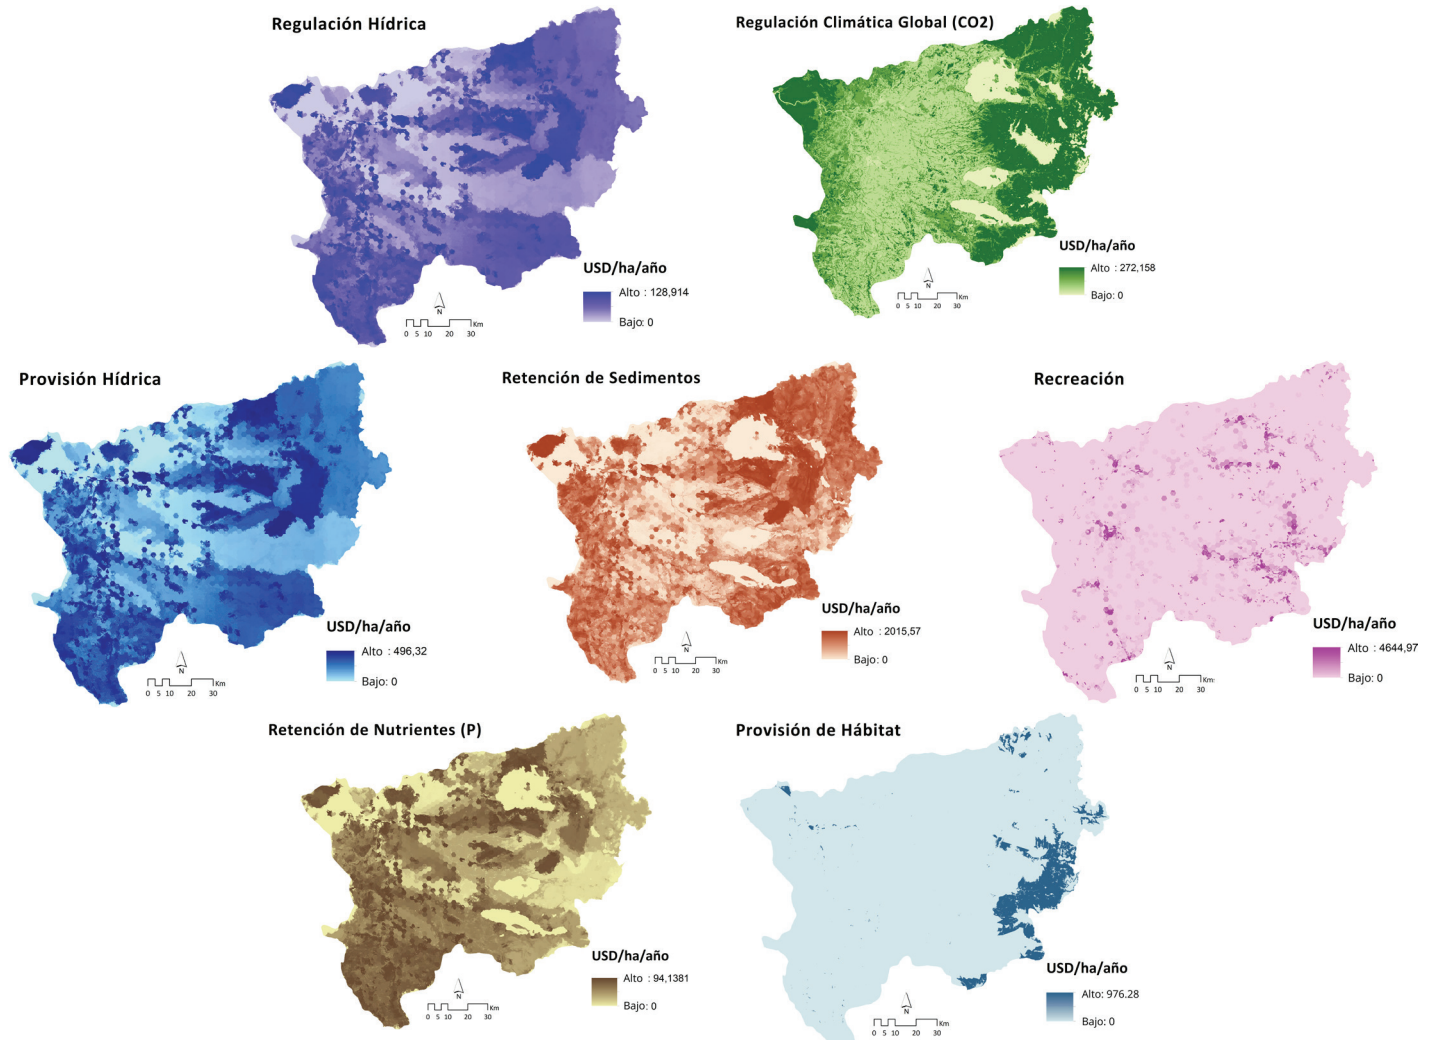 Regulación Hídrica
USD/ha/año
Alto : 128,914
Bajo: 0
N
0 5 10 20 30 Km
Regulación Climática Global (CO2)
USD/ha/año
Alto : 272,158
Bajo: 0
N
0 5 10 20 30 Km
Provisión Hídrica
USD/ha/año
Alto : 496,32
Bajo: 0
N
0 5 10 20 30 Km
Retención de Sedimentos
USD/ha/año
Alto : 2015,57
Bajo: 0
N
0 5 10 20 30 Km
Recreación
USD/ha/año
Alto : 4644,97
Bajo: 0
N
0 5 10 20 30 Km
Retención de Nutrientes (P)
USD/ha/año
Alto : 94,1381
Bajo: 0
N
0 5 10 20 30 Km
Provisión de Hábitat
USD/ha/año
Alto: 976.28
Bajo: 0
N
0 5 10 20 30 Km